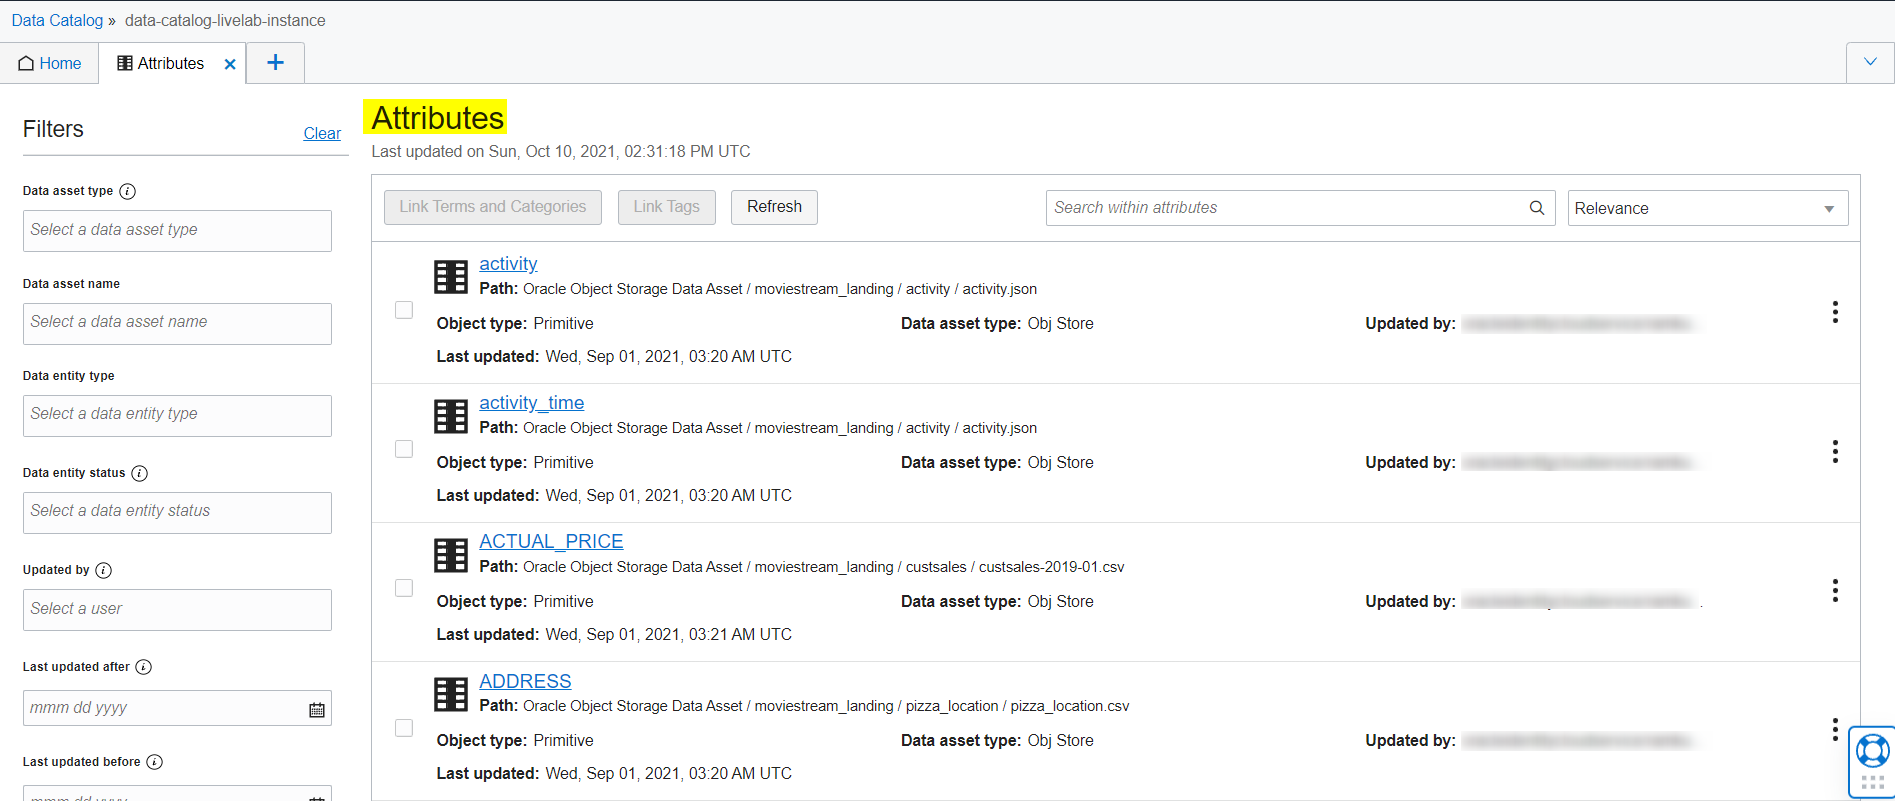 Data Catalog » data-catalog-livelab-instance
Home
Attributes
Filters
Clear
Data asset type
Select a data asset type
Data asset name
Select a data asset name
Data entity type
Select a data entity type
Data entity status
Select a data entity status
Updated by
Select a user
Last updated after
mmm dd yyyy
Last updated before
mmm dd yyyy
Attributes
Last updated on Sun, Oct 10, 2021, 02:31:18 PM UTC
Link Terms and Categories Link Tags Refresh Search within attributes Relevance
activity
Path: Oracle Object Storage Data Asset / moviestream_landing / activity / activity.json
Object type: Primitive Data asset type: Obj Store Updated by:
Last updated: Wed, Sep 01, 2021, 03:20 AM UTC
activity_time
Path: Oracle Object Storage Data Asset / moviestream_landing / activity / activity.json
Object type: Primitive Data asset type: Obj Store Updated by:
Last updated: Wed, Sep 01, 2021, 03:20 AM UTC
ACTUAL_PRICE
Path: Oracle Object Storage Data Asset / moviestream_landing / custsales / custsales-2019-01.csv
Object type: Primitive Data asset type: Obj Store Updated by:
Last updated: Wed, Sep 01, 2021, 03:21 AM UTC
ADDRESS
Path: Oracle Object Storage Data Asset / moviestream_landing / pizza_location / pizza_location.csv
Object type: Primitive Data asset type: Obj Store Updated by:
Last updated: Wed, Sep 01, 2021, 03:20 AM UTC